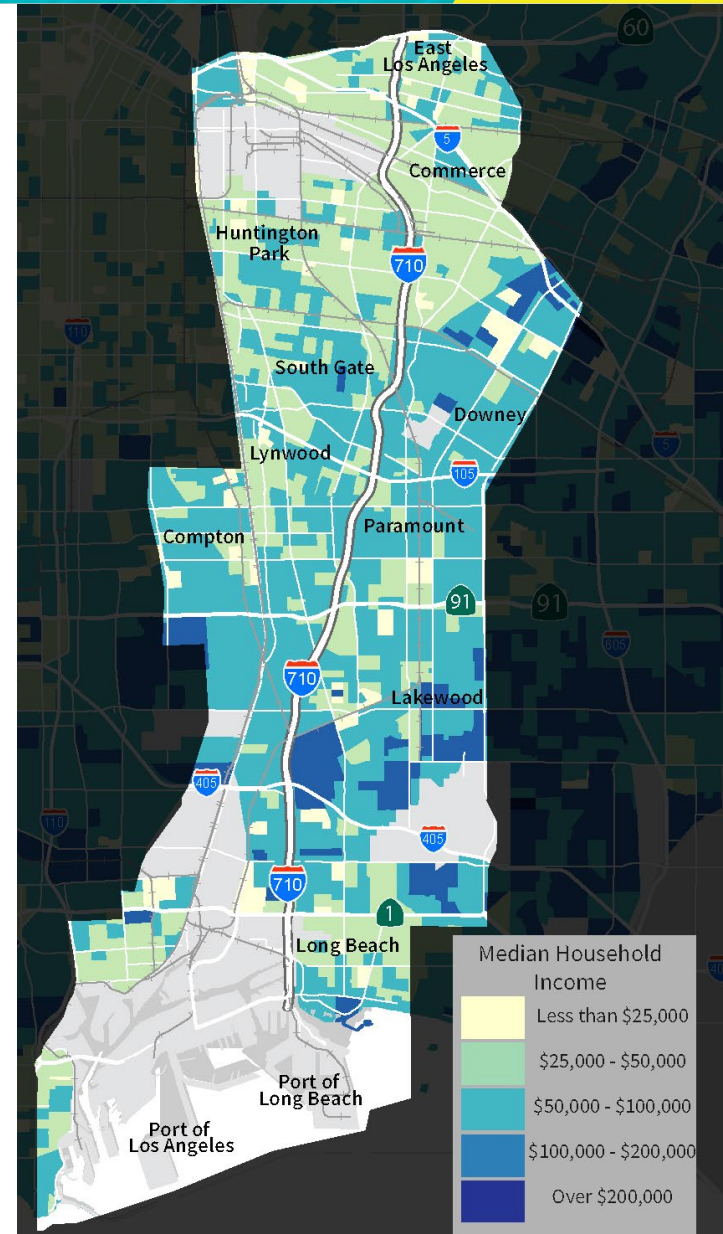 60
East
Los Angeles
5
Commerce
Huntington
Park
710
110
South Gate
Downey
5
Lynwood
105
Compton
Paramount
91
91
605
710
Lakewood
405
110
405
710
1
Long Beach
Median Household
Income
Less than $25,000
$25,000 - $50,000
$50,000 - $100,000
$100,000 - $200,000
Over $200,000
Port of
Long Beach
Port of
Los Angeles